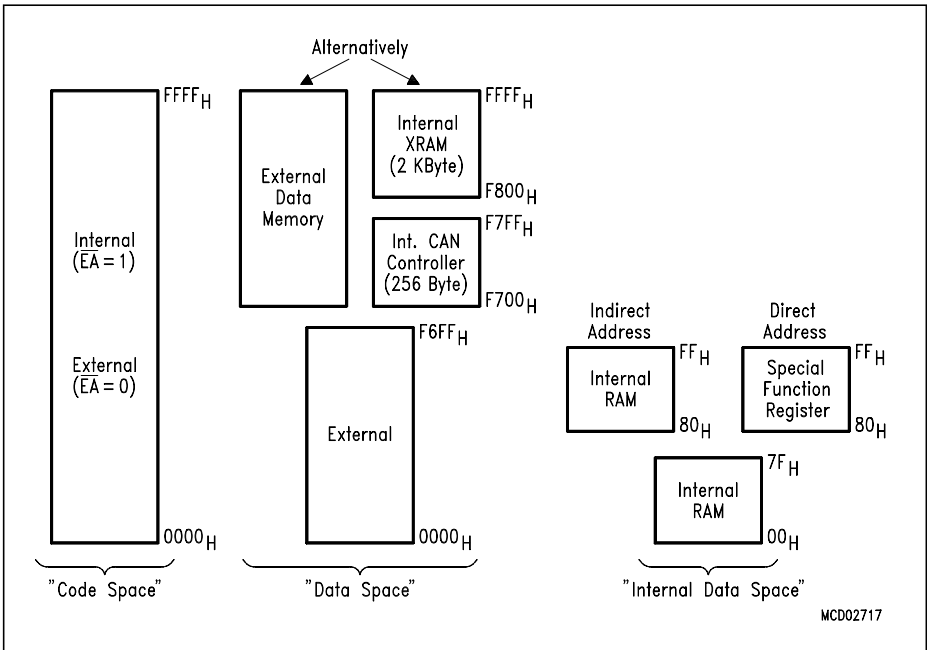 Alternatively
FFFFH
FFFFH
Internal
XRAM
(2 KByte)
F800H
External
Data
Memory
F7FFH
Int. CAN
Controller
(256 Byte)
F700H
Internal
(EA = 1)
External
(EA = 0)
F6FFH
External
0000H
0000H
Indirect
Address
Direct
Address
FFH
Internal
RAM
80H
FFH
Special
Function
Register
80H
7FH
Internal
RAM
00H
"Code Space"
"Data Space"
"Internal Data Space"
MCD02717